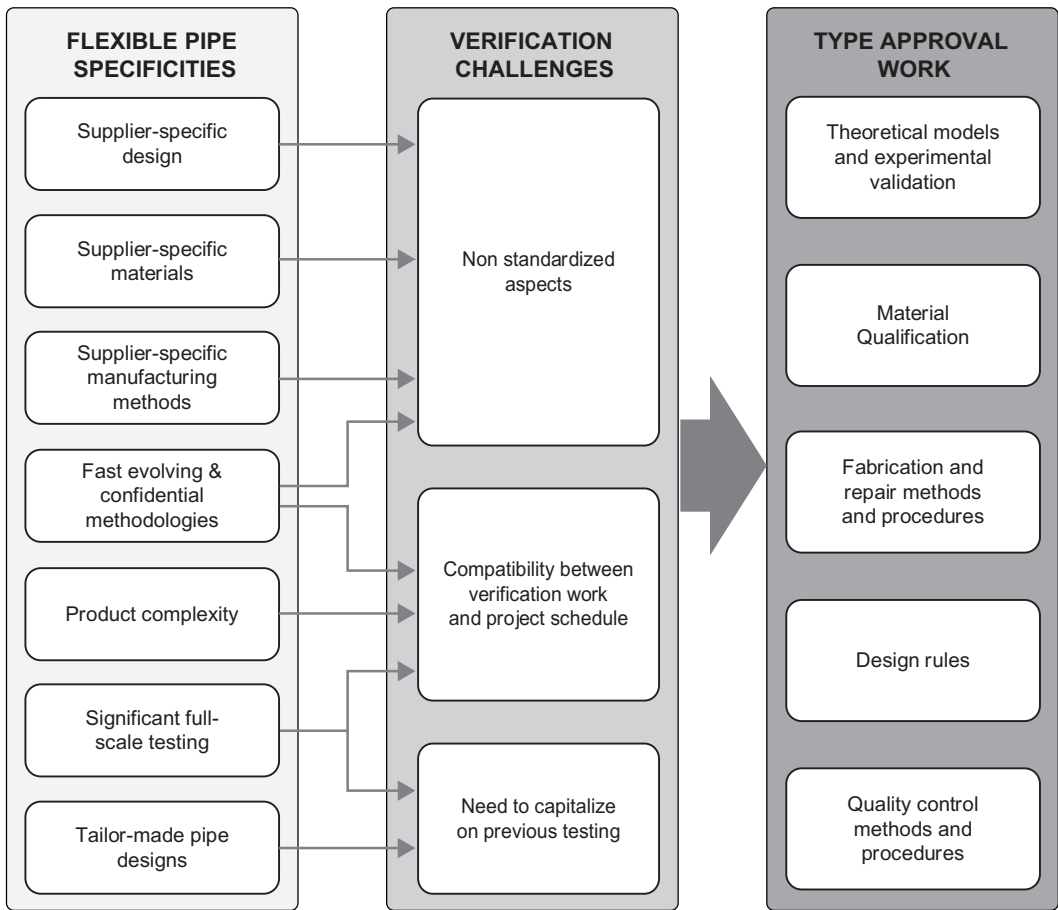 FLEXIBLE PIPE
SPECIFICITIES
Supplier-specific
design
Supplier-specific
materials
Supplier-specific
manufacturing
methods
Fast evolving &
confidential
methodologies
Product complexity
Significant full-
scale testing
Tailor-made pipe
designs
VERIFICATION
CHALLENGES
Non standardized
aspects
Compatibility between
verification work
and project schedule
Need to capitalize
on previous testing
TYPE APPROVAL
WORK
Theoretical models
and experimental
validation
Material
Qualification
Fabrication and
repair methods
and procedures
Design rules
Quality control
methods and
procedures